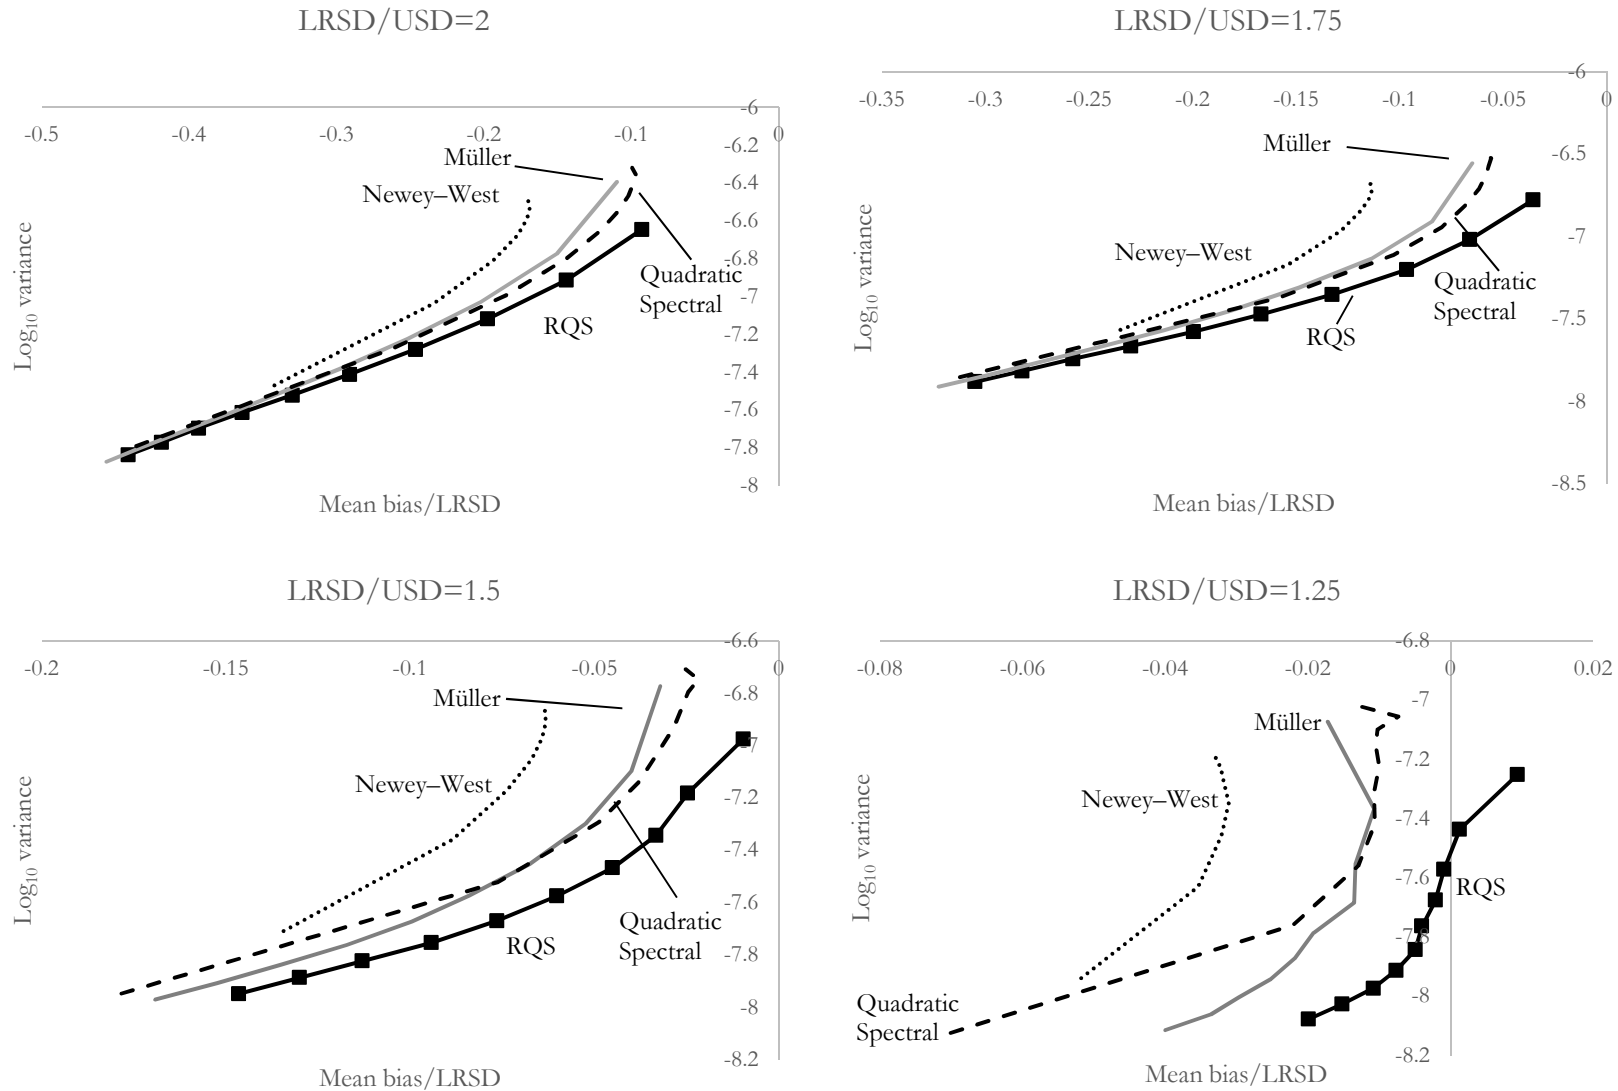 LRSD/USD=2
-0.5
-0.4
-0.3
-0.2
-0.1
0
-6
-6.2
-6.4
-6.6
-6.8
-7
-7.2
-7.4
-7.6
-7.8
-8
Müller
Newey–West
Quadratic
Spectral
RQS
Log10 variance
Mean bias/LRSD
LRSD/USD=1.75
-0.35
-0.3
-0.25
-0.2
-0.15
-0.1
-0.05
0
-6
-6.5
-7
-7.5
-8
-8.5
Müller
Newey–West
Quadratic
Spectral
RQS
Log10 variance
Mean bias/LRSD
LRSD/USD=1.5
-0.2
-0.15
-0.1
-0.05
0
-6.6
-6.8
-7
-7.2
-7.4
-7.6
-7.8
-8
-8.2
Müller
Newey–West
Quadratic
Spectral
RQS
Log10 variance
Mean bias/LRSD
LRSD/USD=1.25
-0.08
-0.06
-0.04
-0.02
0
0.02
-6.8
-7
-7.2
-7.4
-7.6
-7.8
-8
-8.2
Müller
Newey–West
RQS
Quadratic
Spectral
Log10 variance
Mean bias/LRSD